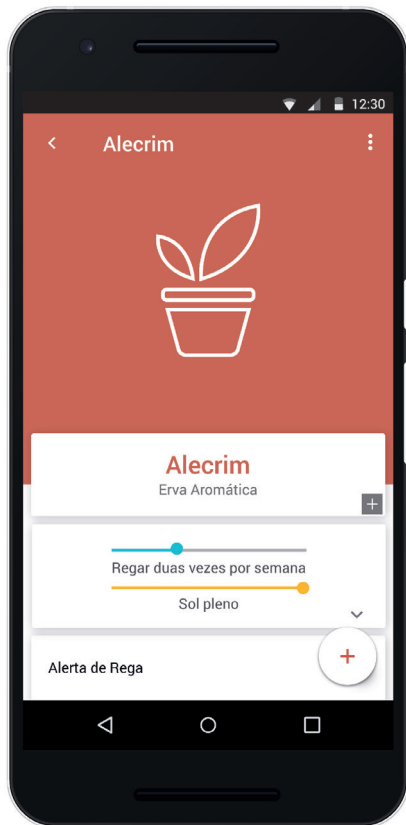 12:30
Alecrim
Alecrim
Erva Aromática
Regar duas vezes por semana
Sol pleno
Alerta de Rega